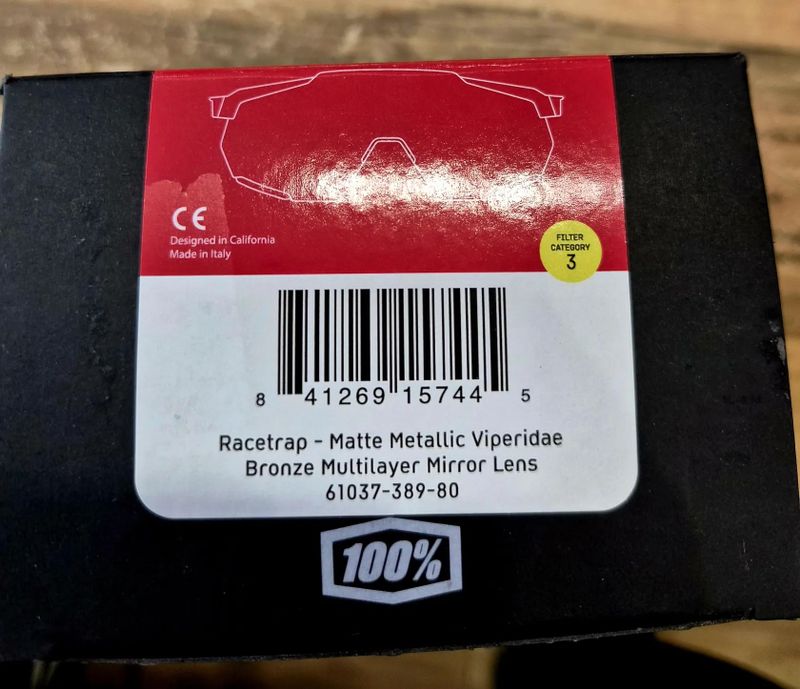 CE
Designed in California
Made in Italy
FILTER
CATEGORY
3
8 41269 15744 5
Racetrap - Matte Metallic Viperidae
Bronze Multilayer Mirror Lens
61037-389-80
100%